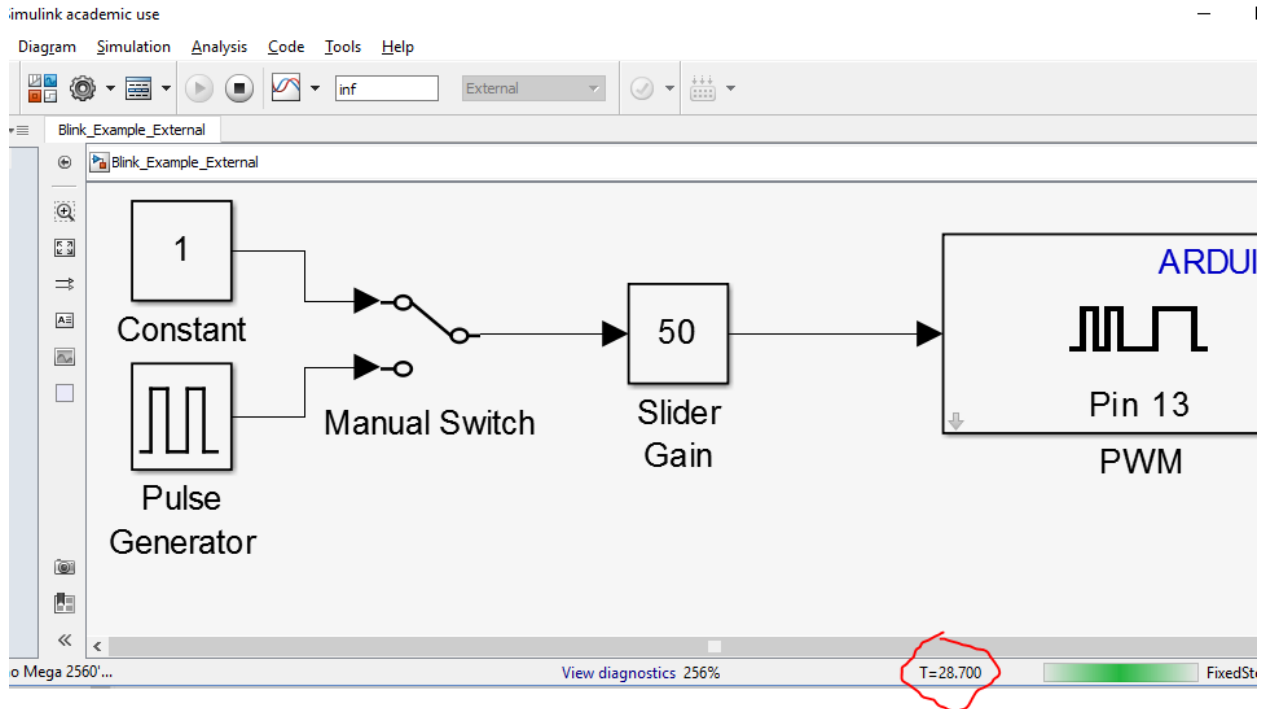 imulink academic use
Diagram Simulation Analysis Code Tools Help
inf External
Blink_Example_External
Blink_Example_External
1
Constant
Pulse
Generator
Manual Switch
50
Slider
Gain
ARDUI
Pin 13
PWM
o Mega 2560'... View diagnostics 256% T=28.700 FixedSt